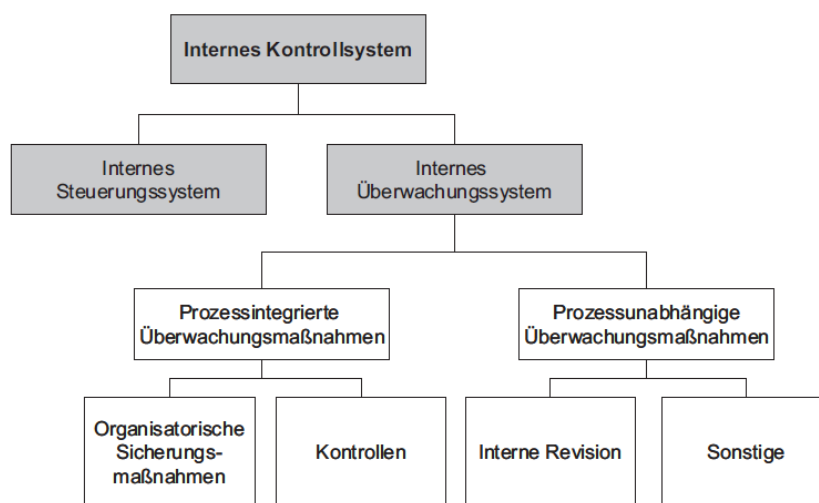 Internes Kontrollsystem
Internes
Steuerungssystem
Internes
Überwachungssystem
Prozessintegrierte
Überwachungsmaßnahmen
Prozessunabhängige
Überwachungsmaßnahmen
Organisatorische
Sicherungs-
maßnahmen
Kontrollen
Interne Revision
Sonstige